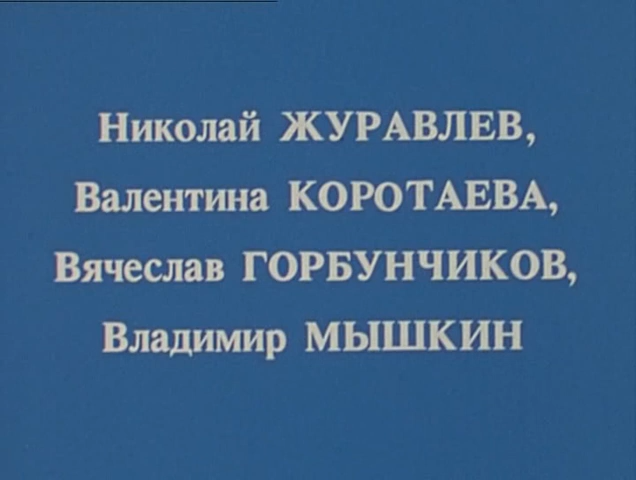 Николай ЖУРАВЛЕВ,
Валентина КОРОТАЕВА,
Вячеслав ГОРБУНЧИКОВ,
Владимир МЫШКИН